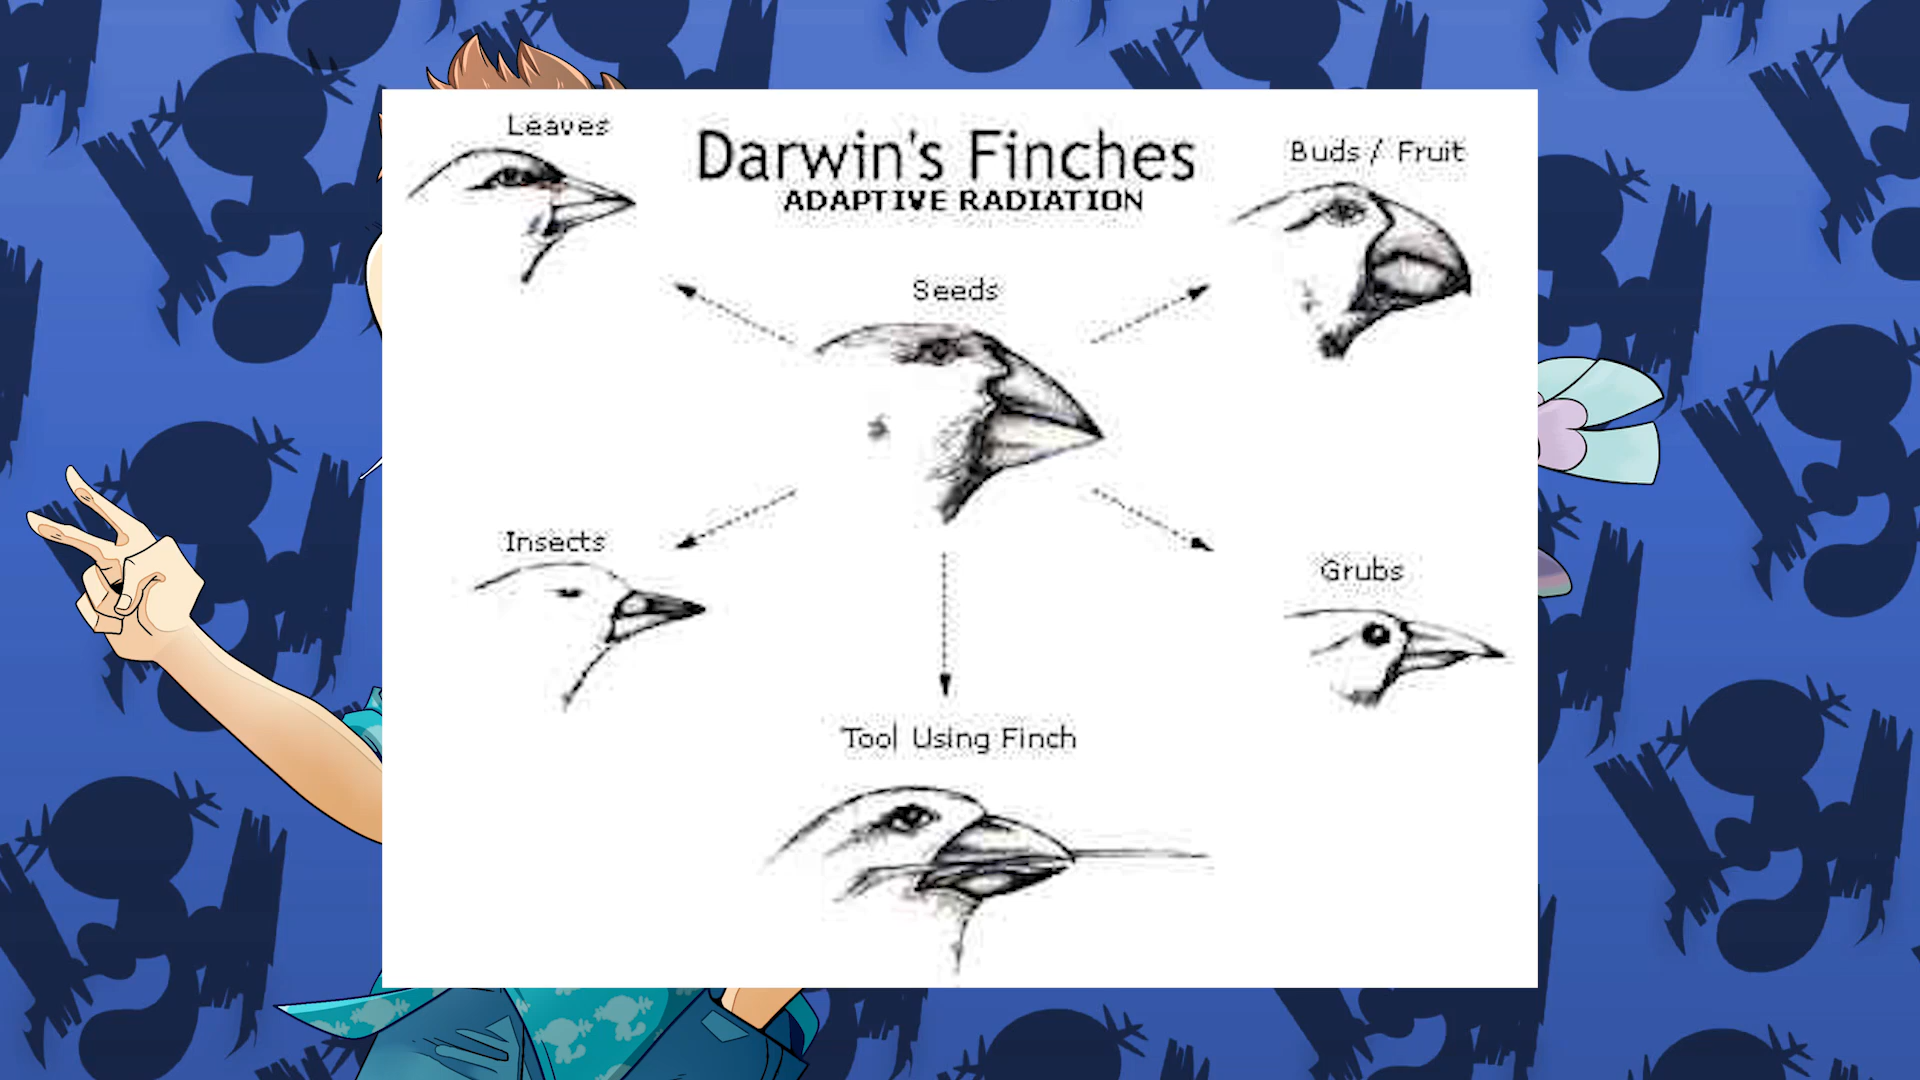 Leaves
Darwin's Finches
ADAPTIVE RADIATION
Buds / Fruit
Seeds
Insects
Grubs
Tool Using Finch